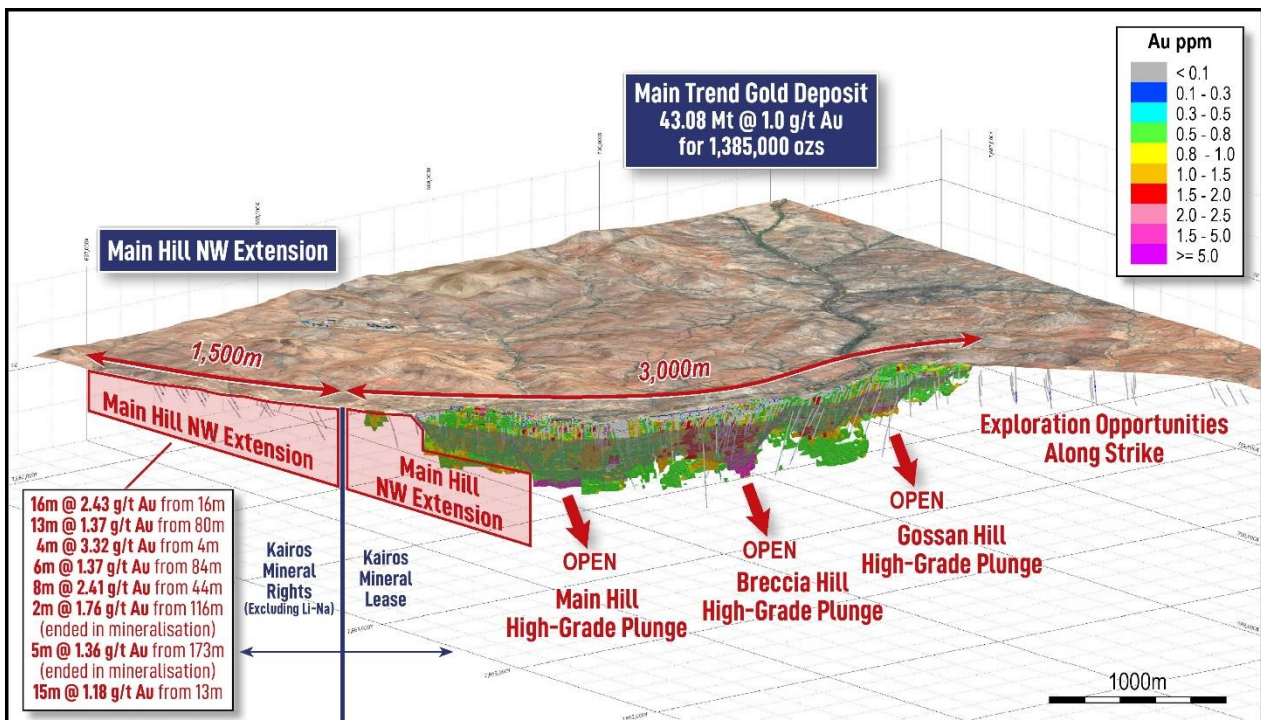 Main Trend Gold Deposit
43.08 Mt @ 1.0 g/t Au
for 1,385,000 ozs
Au ppm
< 0.1
0.1 - 0.3
0.3 - 0.5
0.5 - 0.8
0.8 - 1.0
1.0 - 1.5
1.5 - 2.0
2.0 - 2.5
1.5 - 5.0
>= 5.0
Main Hill NW Extension
1,500m
3,000m
Main Hill NW Extension
Main Hill
NW Extension
Exploration Opportunities
Along Strike
16m @ 2.43 g/t Au from 16m
13m @ 1.37 g/t Au from 80m
4m @ 3.32 g/t Au from 4m
6m @ 1.37 g/t Au from 84m
8m @ 2.41 g/t Au from 44m
2m @ 1.76 g/t Au from 116m
(ended in mineralisation)
5m @ 1.36 g/t Au from 173m
(ended in mineralisation)
15m @ 1.18 g/t Au from 13m
Kairos
Mineral
Rights
(Excluding Li-Na)
Kairos
Mineral
Lease
OPEN
Main Hill
High-Grade Plunge
OPEN
Breccia Hill
High-Grade Plunge
OPEN
Gossan Hill
High-Grade Plunge
1000m